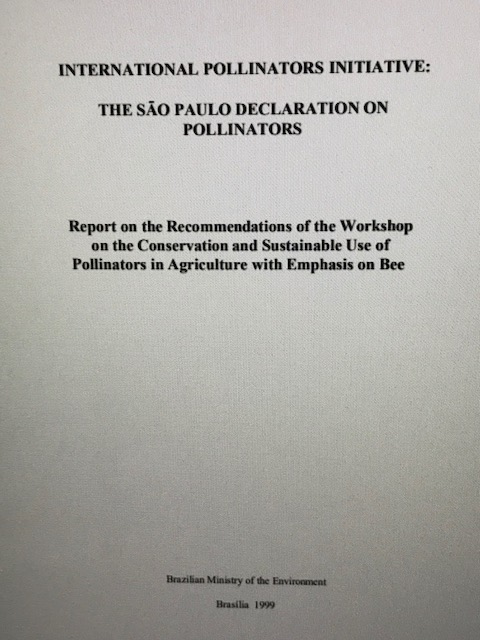 INTERNATIONAL POLLINATORS INITIATIVE:
THE SÃO PAULO DECLARATION ON
POLLINATORS
Report on the Recommendations of the Workshop
on the Conservation and Sustainable Use of
Pollinators in Agriculture with Emphasis on Bee
Brazilian Ministry of the Environment
Brasília 1999